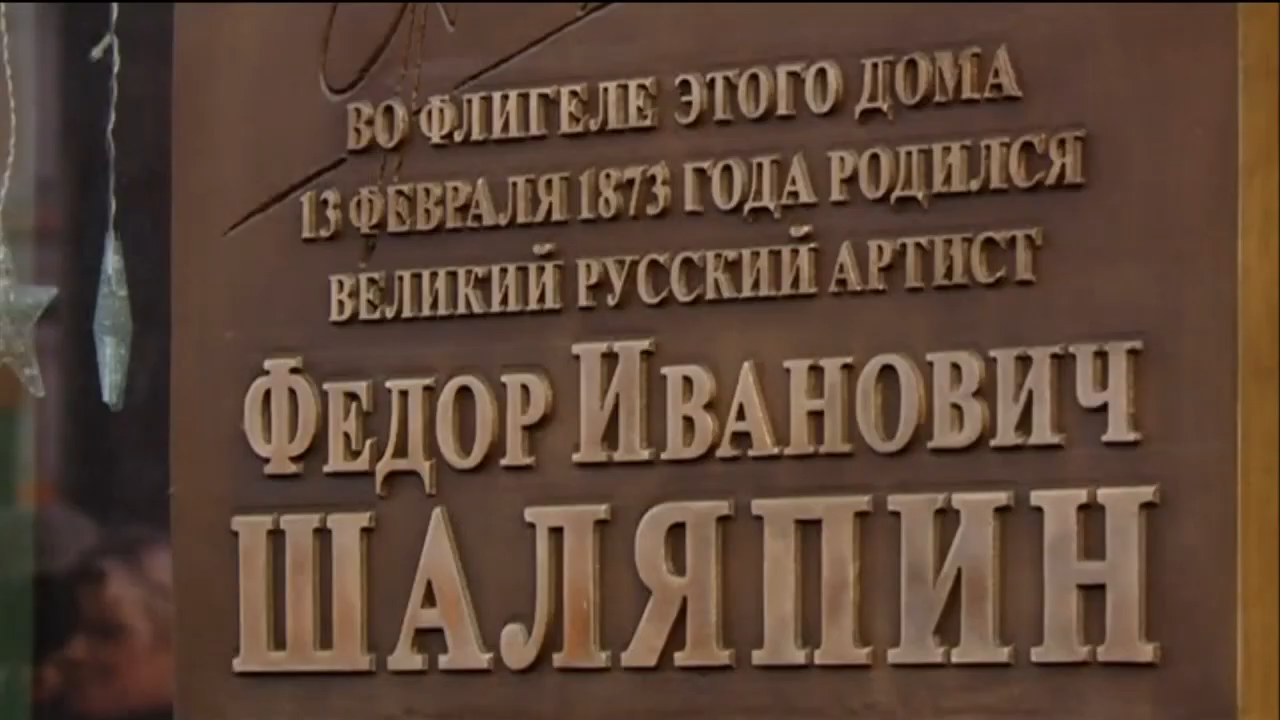 ВО ФЛИГЕЛЕ ЭТОГО ДОМА
13 ФЕВРАЛЯ 1873 ГОДА РОДИЛСЯ
ВЕЛИКИЙ РУССКИЙ АРТИСТ
ФЕДОР ИВАНОВИЧ
ШАЛЯПИН